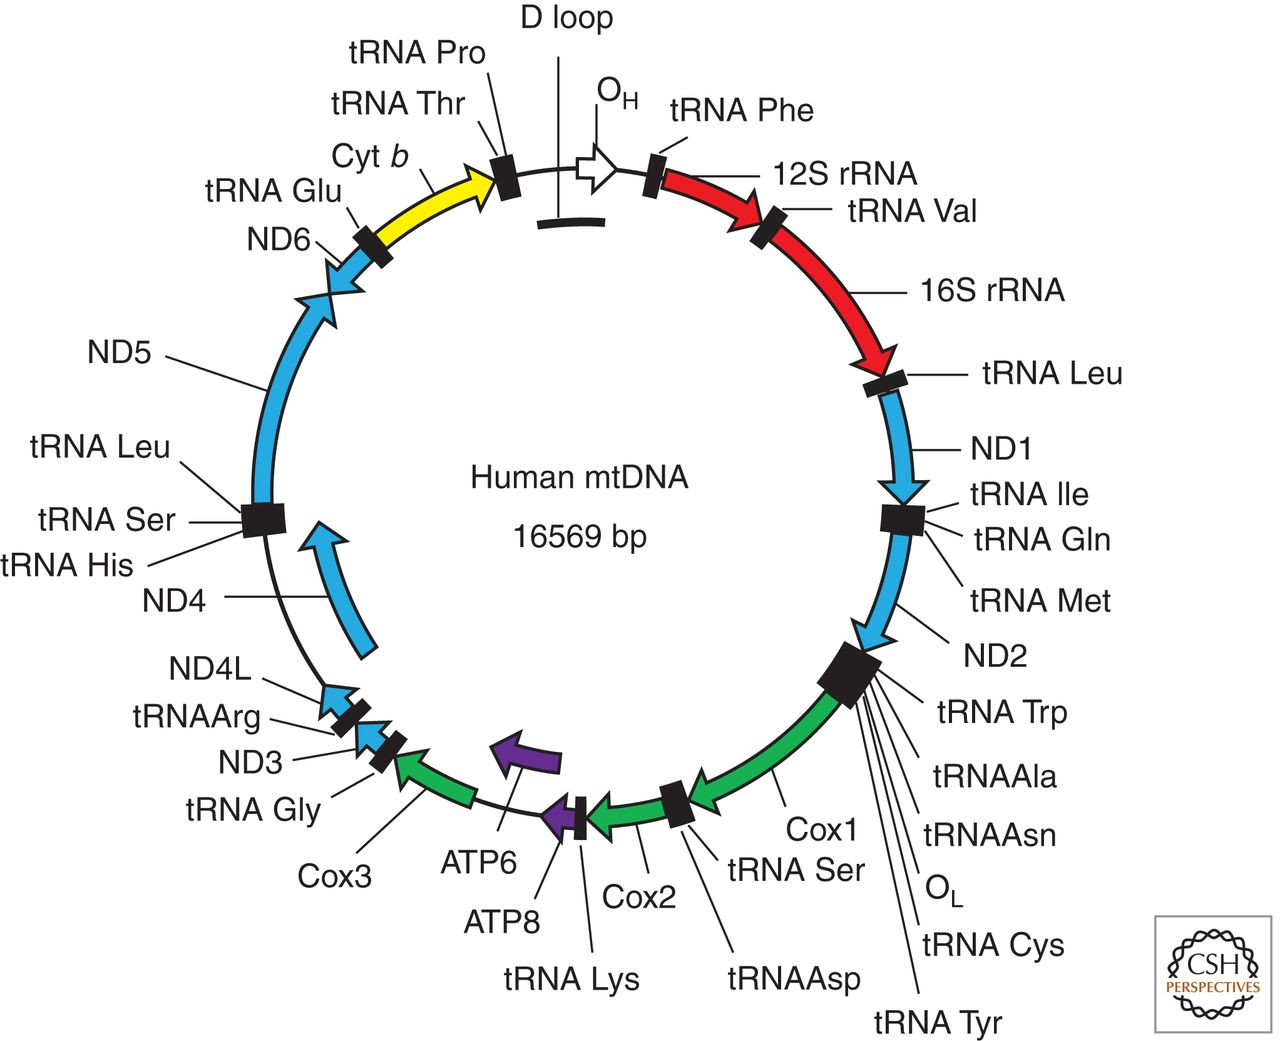 D loop
tRNA Pro
O_H
tRNA Thr
tRNA Phe
Cyt b
12S rRNA
tRNA Glu
tRNA Val
ND6
16S rRNA
ND5
tRNA Leu
tRNA Leu
ND1
Human mtDNA
16569 bp
tRNA Ile
tRNA Ser
tRNA Gln
tRNA His
ND4
tRNA Met
ND2
ND4L
tRNAArg
tRNA Trp
ND3
tRNAAla
tRNA Gly
Cox1
tRNAAsn
ATP6
tRNA Ser
Cox3
Cox2
O_L
ATP8
tRNA Cys
tRNA Lys
tRNAAsp
tRNA Tyr
CSH
PERSPECTIVES